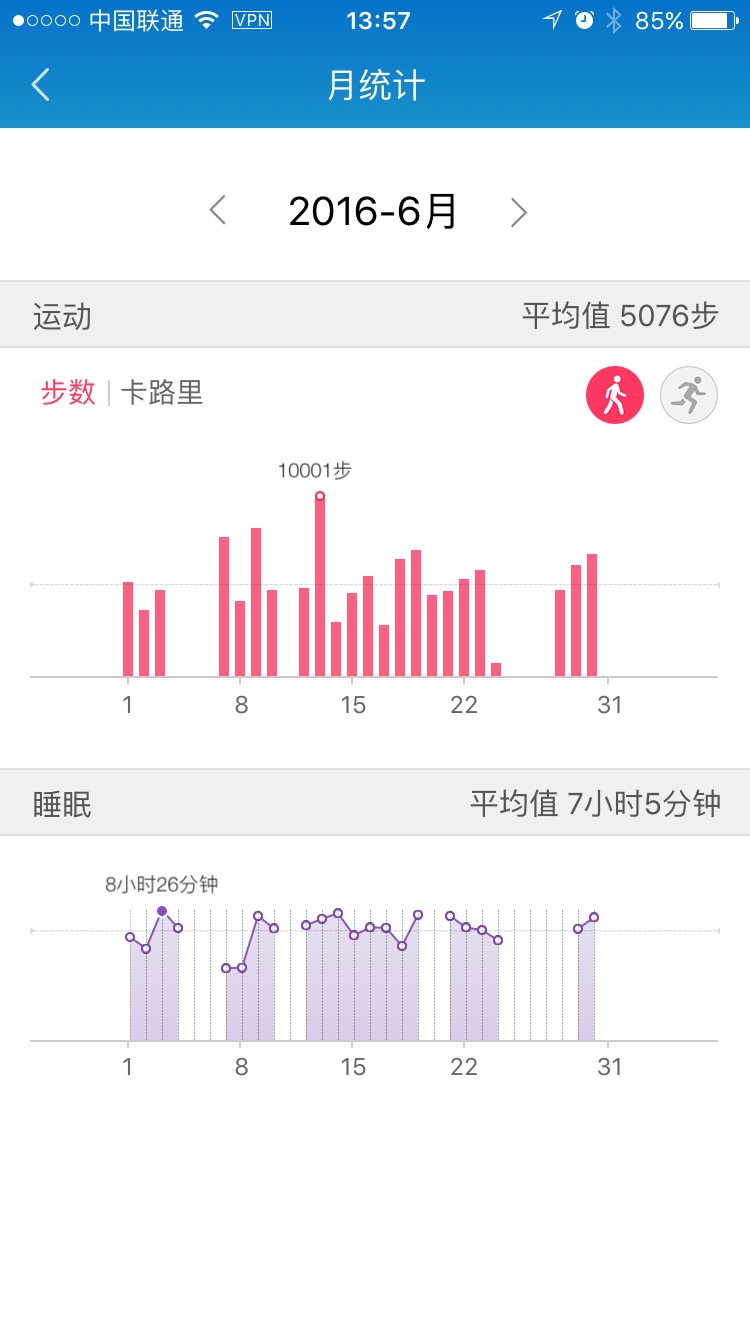 中国联通 VPN 13:57 85%
月统计
2016-6月
运动 平均值 5076步
步数 | 卡路里
10001步
1 8 15 22 31
睡眠 平均值 7小时5分钟
8小时26分钟
1 8 15 22 31